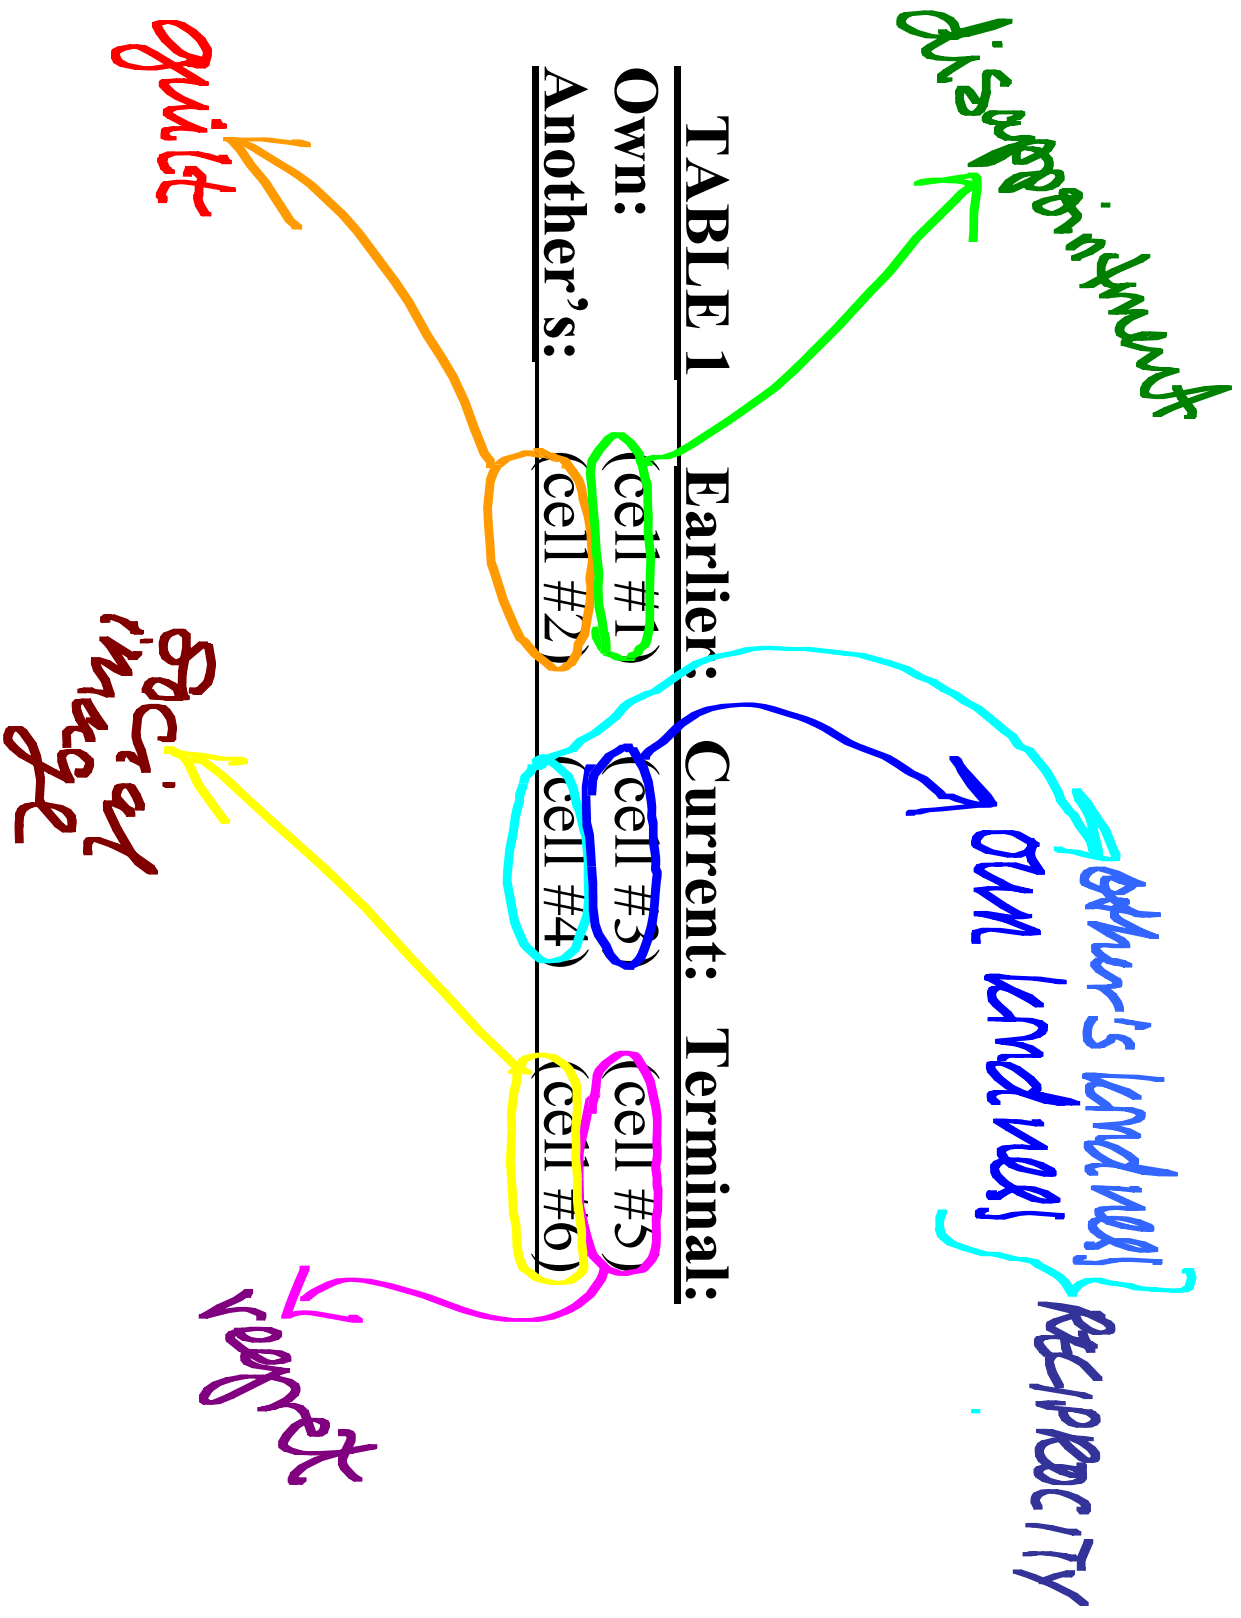 disappointment
other's kindness
own kindness
RECIPROCITY
TABLE 1 Earlier: Current: Terminal:
Own: (cell #1) (cell #3) (cell #5)
Another's: (cell #2) (cell #4) (cell #6)
guilt
social
image
regret